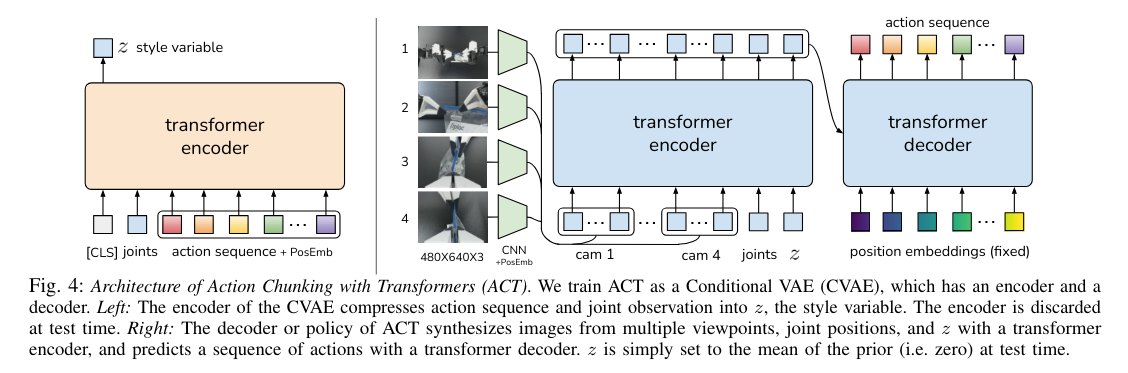 z style variable
transformer
encoder
[CLS] joints action sequence + PosEmb
1
2
3
4
480X640X3
CNN
+PosEmb
transformer
encoder
cam 1
cam 4
joints
z
action sequence
transformer
decoder
position embeddings (fixed)
Fig. 4: Architecture of Action Chunking with Transformers (ACT). We train ACT as a Conditional VAE (CVAE), which has an encoder and a
decoder. Left: The encoder of the CVAE compresses action sequence and joint observation into z, the style variable. The encoder is discarded
at test time. Right: The decoder or policy of ACT synthesizes images from multiple viewpoints, joint positions, and z with a transformer
encoder, and predicts a sequence of actions with a transformer decoder. z is simply set to the mean of the prior (i.e. zero) at test time.